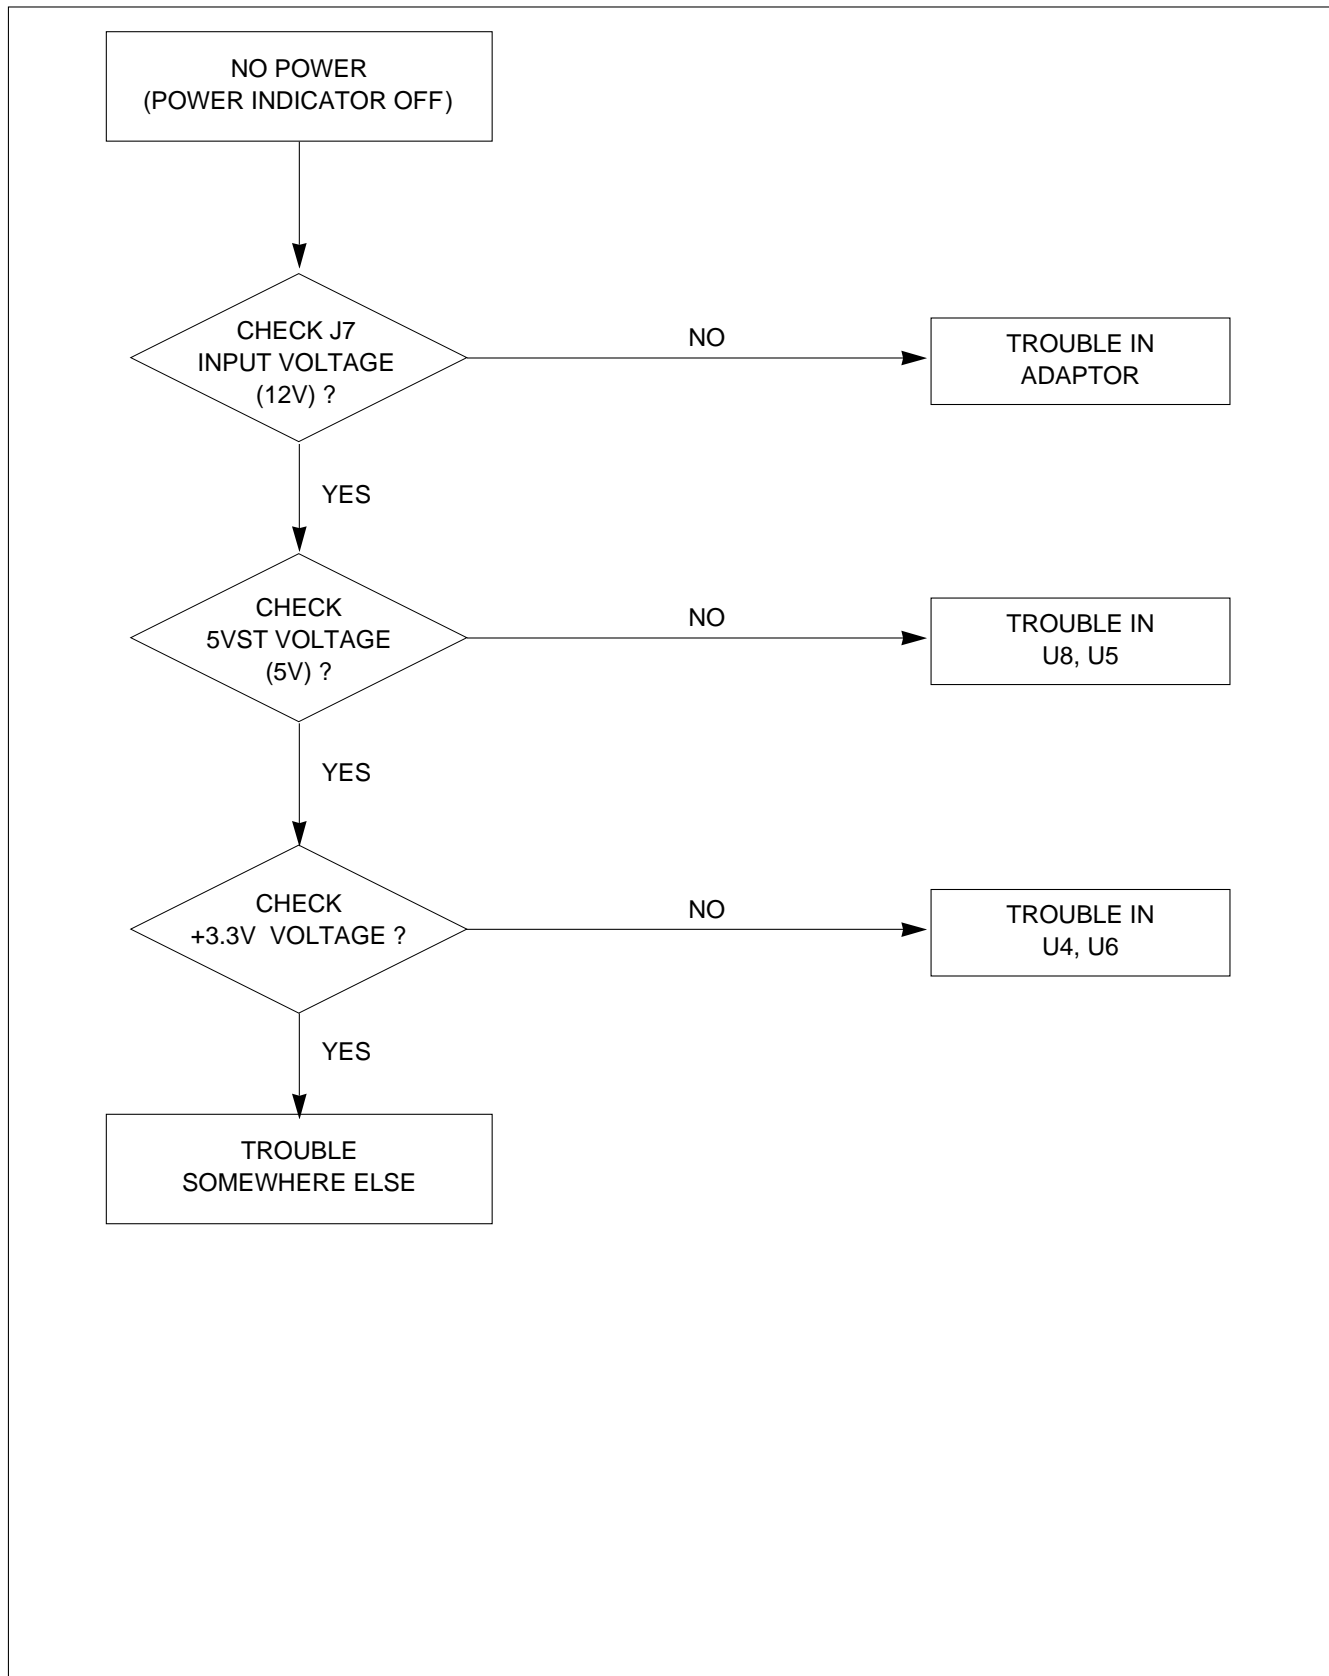 NO POWER
(POWER INDICATOR OFF)
CHECK J7
INPUT VOLTAGE
(12V) ?
NO
TROUBLE IN
ADAPTOR
YES
CHECK
5VST VOLTAGE
(5V) ?
NO
TROUBLE IN
U8, U5
YES
CHECK
+3.3V VOLTAGE ?
NO
TROUBLE IN
U4, U6
YES
TROUBLE
SOMEWHERE ELSE